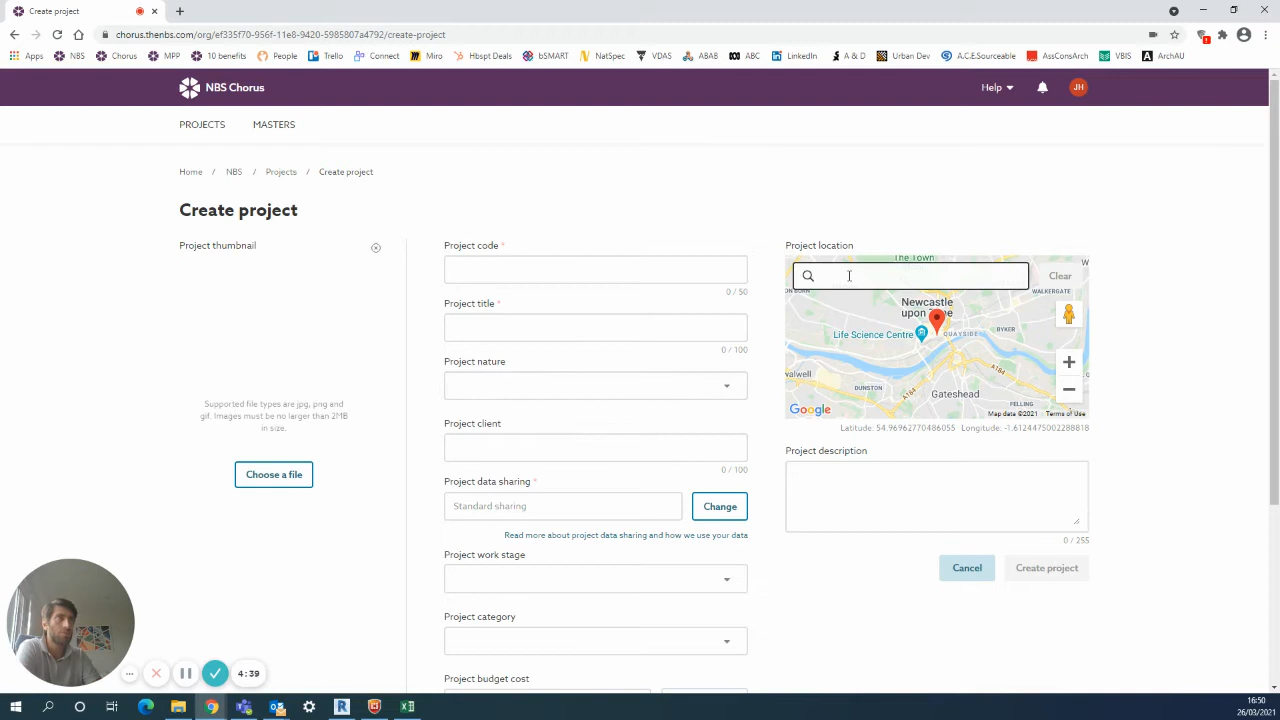 Create project
chorus.thenbs.com/org/ef335f70-956f-11e8-9420-5985807a4792/create-project
Apps NBS Chorus MPP 10 benefits People Trello Connect Miro Hbspt Deals bSMART NatSpec VDAS ABAB ABC LinkedIn A & D Urban Dev A.C.E.Sourceable AssConsArch VBIS ArchAU
NBS Chorus
Help
JH
PROJECTS MASTERS
Home / NBS / Projects / Create project
Create project
Project thumbnail
Supported file types are jpg, png and
gif. Images must be no larger than 2MB
in size.
Choose a file
Project code *
0 / 50
Project title *
0 / 100
Project nature
Project client
0 / 100
Project data sharing *
Standard sharing
Change
Read more about project data sharing and how we use your data
Project work stage
Project category
Project budget cost
Project location
The Town
Clear
WALKERGATE
Newcastle
upon Tyne
Life Science Centre
QUAYSIDE
BYKER
A184
DUNSTON
Gateshead
FELLING
Google
Map data ©2021 Terms of Use
Latitude: 54.96962770486055 Longitude: -1.6124475002288818
Project description
0 / 255
Cancel
Create project
4:39
16:50
26/03/2021